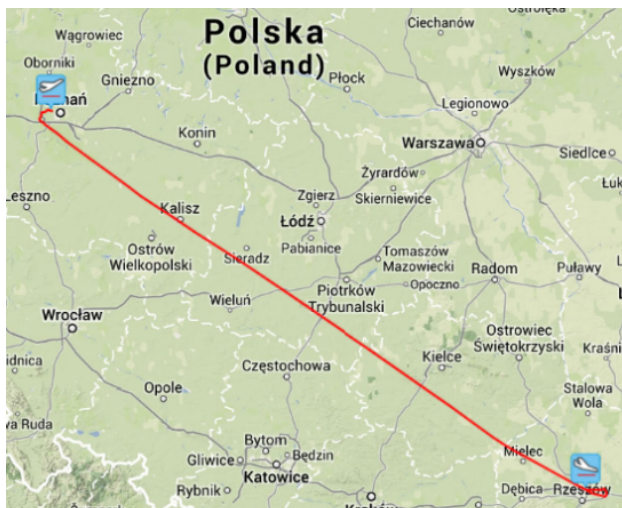 Ciechanów
Wągrowiec
Polska
(Poland)
Oborniki
Gniezno
Płock
Wyszków
Legionowo
Konin
Warszawa
Siedlce
Żyrardów
Skierniewice
Leszno
Zgierz
Kalisz
Łódź
Pabianice
Ostrów
Wielkopolski
Sieradz
Tomaszów
Mazowiecki
Radom
Puławy
Opoczno
Piotrków
Trybunalski
Wieluń
Wrocław
Ostrowiec
Świętokrzyski
Kielce
Częstochowa
Opole
Stalowa
Wola
Bytom
Gliwice
Będzin
Katowice
Mielec
Rybnik
Dębica
Rzeszów